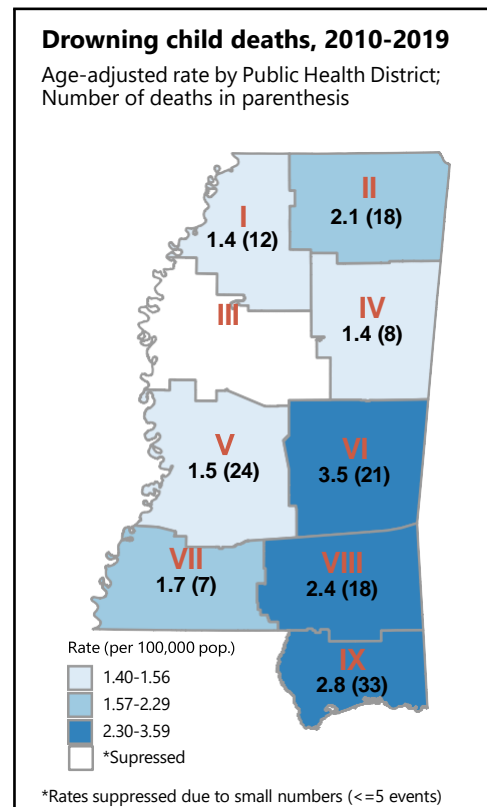 Drowning child deaths, 2010-2019
Age-adjusted rate by Public Health District;
Number of deaths in parenthesis
II
2.1 (18)
I
1.4 (12)
III
IV
1.4 (8)
V
1.5 (24)
VI
3.5 (21)
VII
1.7 (7)
VIII
2.4 (18)
IX
2.8 (33)
Rate (per 100,000 pop.)
1.40-1.56
1.57-2.29
2.30-3.59
*Supressed
*Rates suppressed due to small numbers (<=5 events)